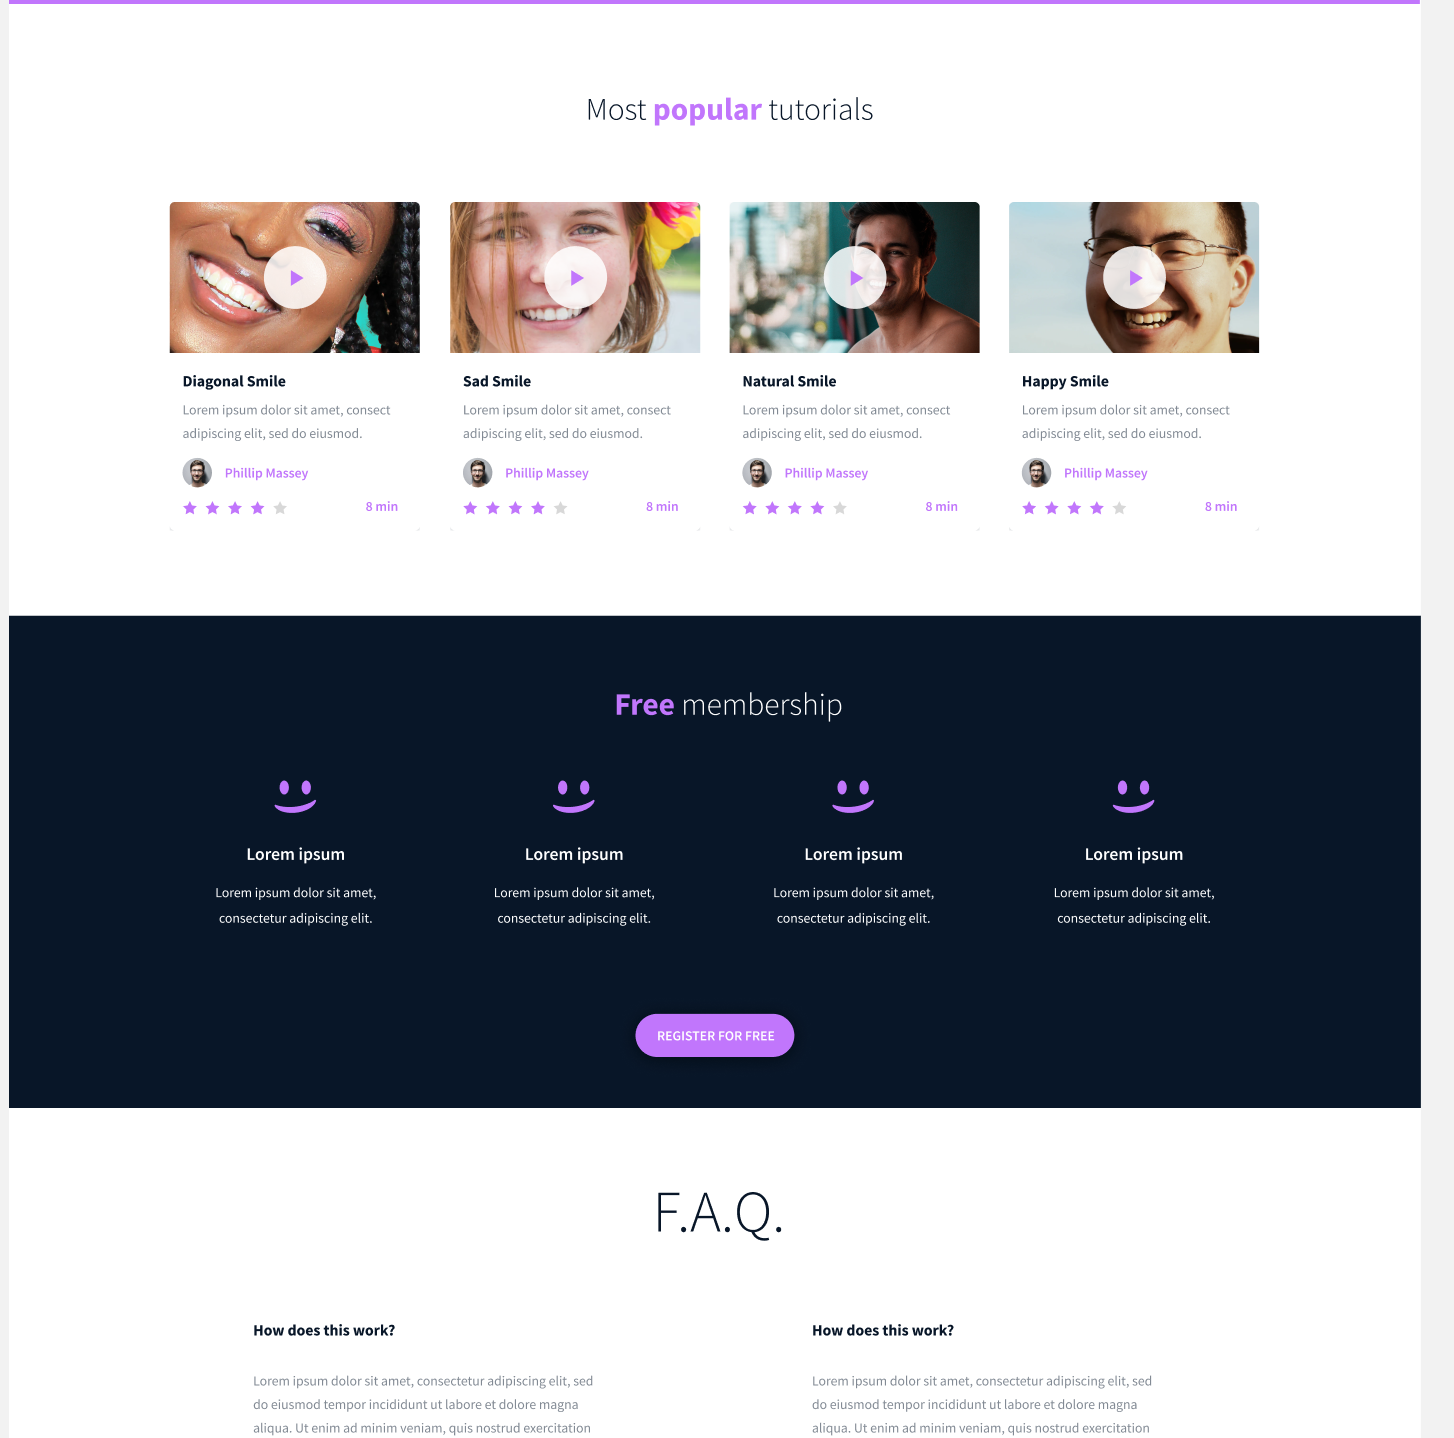 Most popular tutorials
Diagonal Smile
Lorem ipsum dolor sit amet, consect
adipiscing elit, sed do eiusmod.
Phillip Massey
8 min
Sad Smile
Lorem ipsum dolor sit amet, consect
adipiscing elit, sed do eiusmod.
Phillip Massey
8 min
Natural Smile
Lorem ipsum dolor sit amet, consect
adipiscing elit, sed do eiusmod.
Phillip Massey
8 min
Happy Smile
Lorem ipsum dolor sit amet, consect
adipiscing elit, sed do eiusmod.
Phillip Massey
8 min
Free membership
Lorem ipsum
Lorem ipsum dolor sit amet,
consectetur adipiscing elit.
Lorem ipsum
Lorem ipsum dolor sit amet,
consectetur adipiscing elit.
Lorem ipsum
Lorem ipsum dolor sit amet,
consectetur adipiscing elit.
Lorem ipsum
Lorem ipsum dolor sit amet,
consectetur adipiscing elit.
REGISTER FOR FREE
F.A.Q.
How does this work?
Lorem ipsum dolor sit amet, consectetur adipiscing elit, sed
do eiusmod tempor incididunt ut labore et dolore magna
aliqua. Ut enim ad minim veniam, quis nostrud exercitation
How does this work?
Lorem ipsum dolor sit amet, consectetur adipiscing elit, sed
do eiusmod tempor incididunt ut labore et dolore magna
aliqua. Ut enim ad minim veniam, quis nostrud exercitation